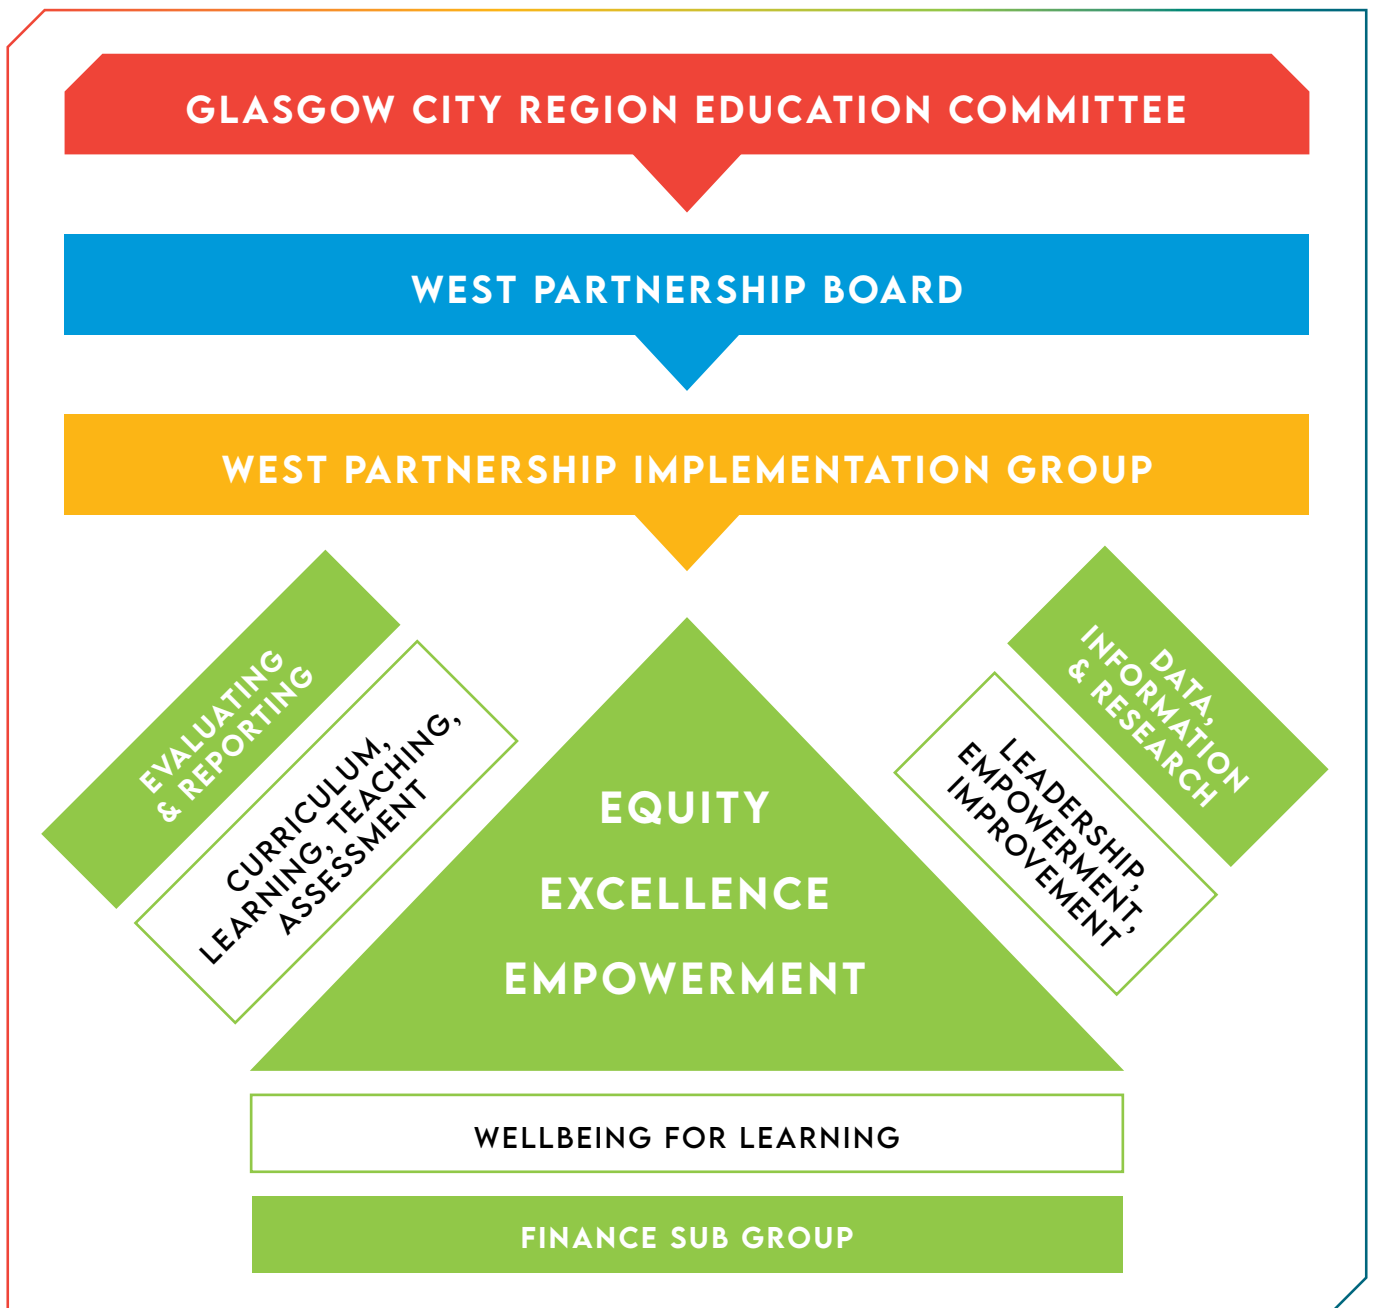 GLASGOW CITY REGION EDUCATION COMMITTEE
WEST PARTNERSHIP BOARD
WEST PARTNERSHIP IMPLEMENTATION GROUP
EVALUATING
& REPORTING
CURRICULUM,
LEARNING, TEACHING,
ASSESSMENT
EQUITY
EXCELLENCE
EMPOWERMENT
DATA,
INFORMATION
& RESEARCH
LEADERSHIP,
EMPOWERMENT,
IMPROVEMENT
WELLBEING FOR LEARNING
FINANCE SUB GROUP